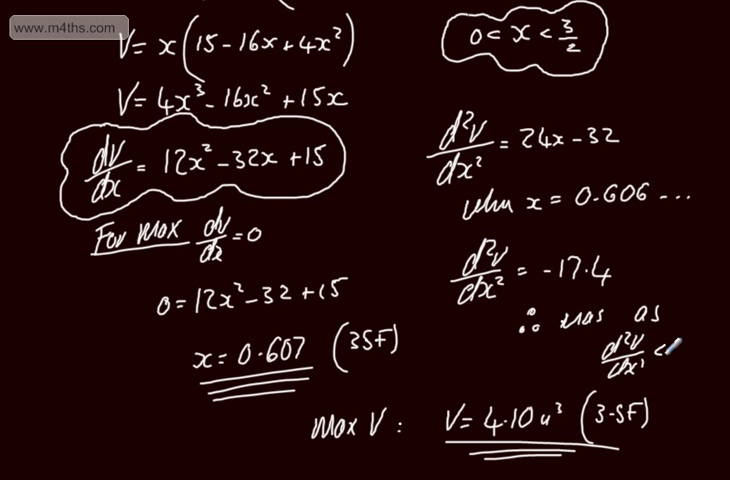 www.m4ths.com
V = x(15 - 16x + 4x²)
V = 4x³ - 16x² + 15x
dv/dx = 12x² - 32x + 15
For Max dv/dx = 0
0 = 12x² - 32 + 15
x = 0.607 (3SF)
0 < x < 3/2
d²V/dx² = 24x - 32
when x = 0.606 ...
d²V/dx² = -17.4
∴ max as
d²V/dx² <
Max V : V = 4.10 u³ (3.SF)